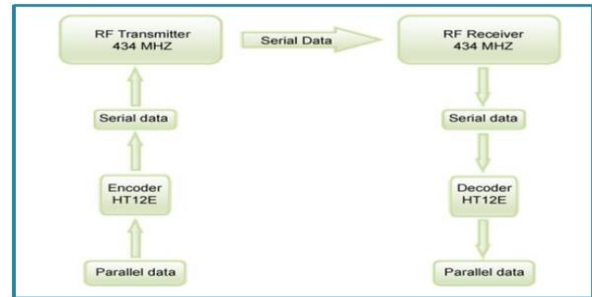 RF Transmitter
434 MHZ
Serial Data
RF Receiver
434 MHZ
Serial data
Serial data
Encoder
HT12E
Decoder
HT12E
Parallel data
Parallel data